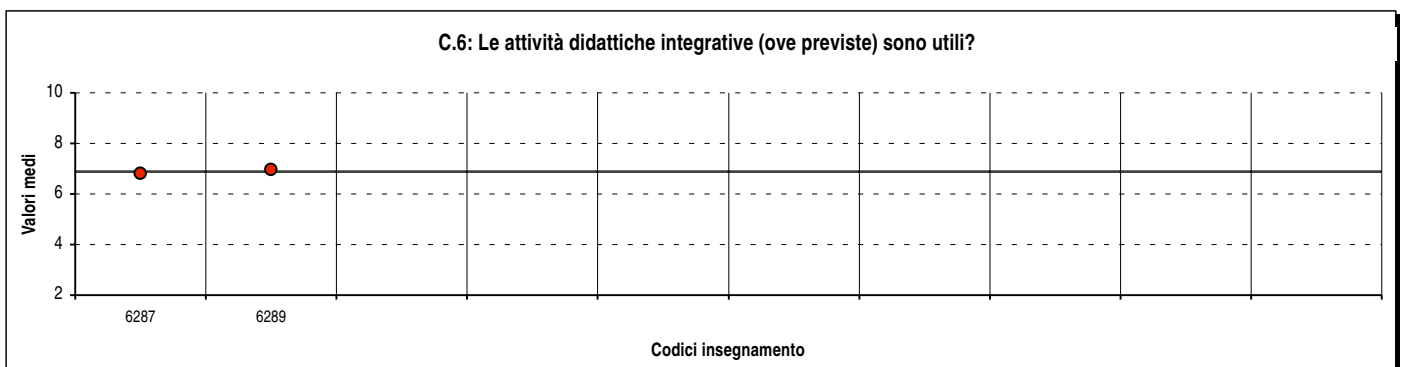 C.6: Le attività didattiche integrative (ove previste) sono utili?
10
8
6
4
2
Valori medi
6287 6289
Codici insegnamento